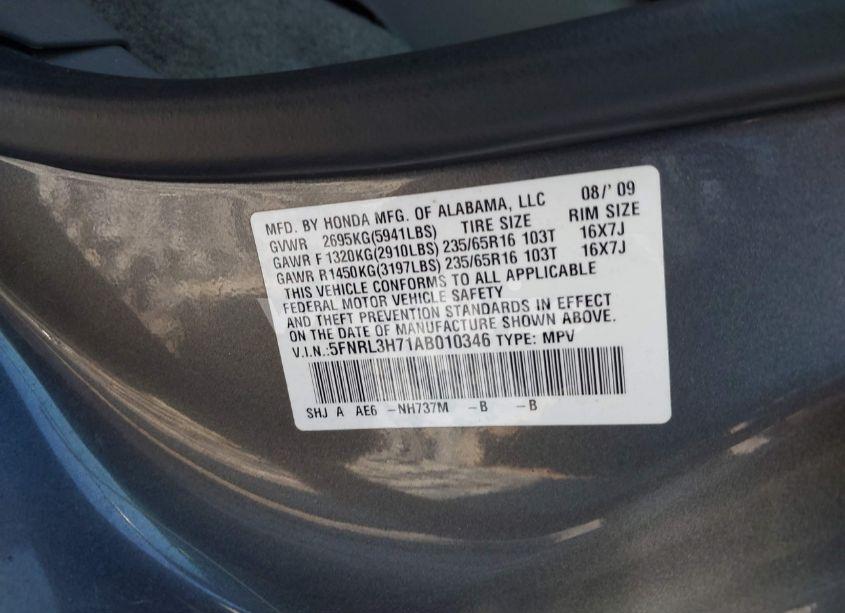 MFD. BY HONDA MFG. OF ALABAMA, LLC 08/'09
GVWR 2695KG(5941LBS) TIRE SIZE RIM SIZE
GAWR F 1320KG(2910LBS) 235/65R16 103T 16X7J
GAWR R1450KG(3197LBS) 235/65R16 103T 16X7J
THIS VEHICLE CONFORMS TO ALL APPLICABLE
FEDERAL MOTOR VEHICLE SAFETY
AND THEFT PREVENTION STANDARDS IN EFFECT
ON THE DATE OF MANUFACTURE SHOWN ABOVE.
V.I.N.:5FNRL3H71AB010346 TYPE: MPV
SHJ A AE6 -NH737M -B -B